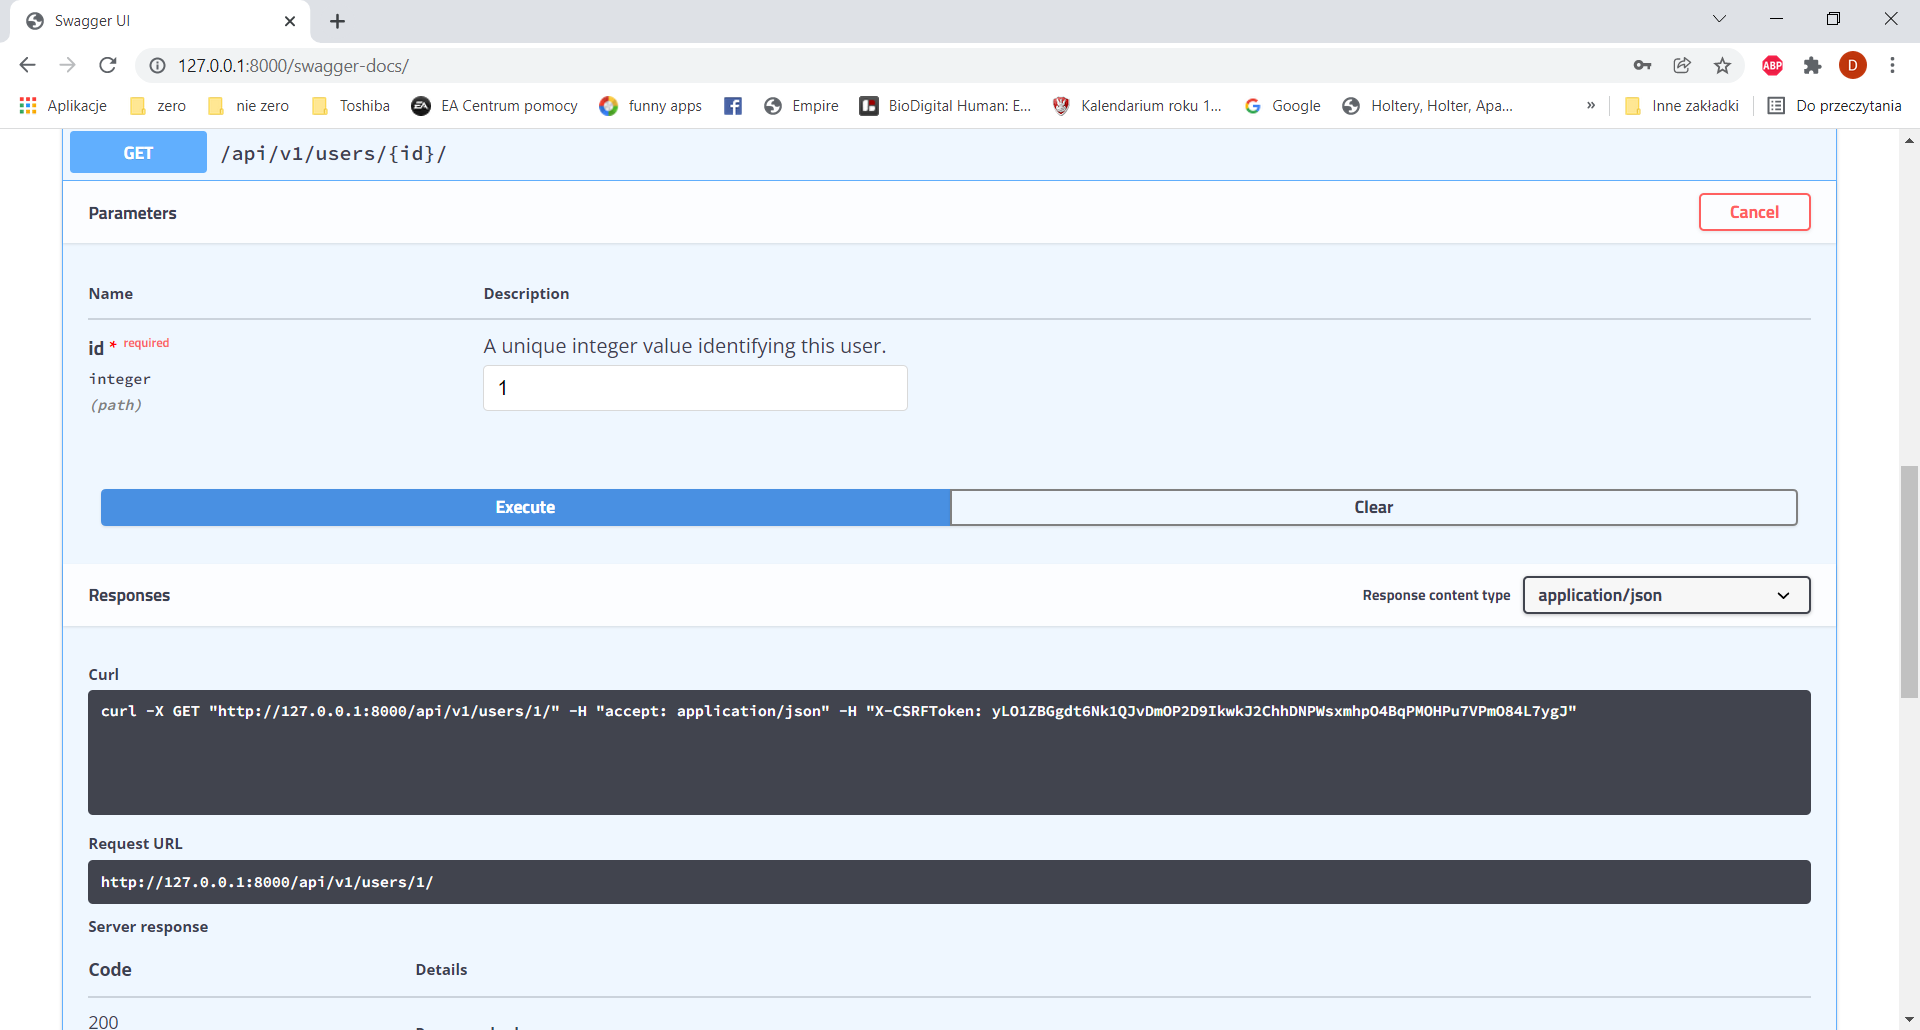 Swagger UI
127.0.0.1:8000/swagger-docs/
ABP
D
Aplikacje zero nie zero Toshiba EA Centrum pomocy funny apps Empire BioDigital Human: E... Kalendarium roku 1... Google Holtery, Holter, Apa... » Inne zakładki Do przeczytania
GET /api/v1/users/{id}/
Parameters Cancel
Name Description
id * required A unique integer value identifying this user.
integer
(path)
1
Execute Clear
Responses Response content type application/json
Curl
curl -X GET "http://127.0.0.1:8000/api/v1/users/1/" -H "accept: application/json" -H "X-CSRFToken: yLO1ZBGgdt6Nk1QJvDmOP2D9IkwkJ2ChhDNPWsxmhpO4BqPMOHPu7VPmO84L7ygJ"
Request URL
http://127.0.0.1:8000/api/v1/users/1/
Server response
Code Details
200